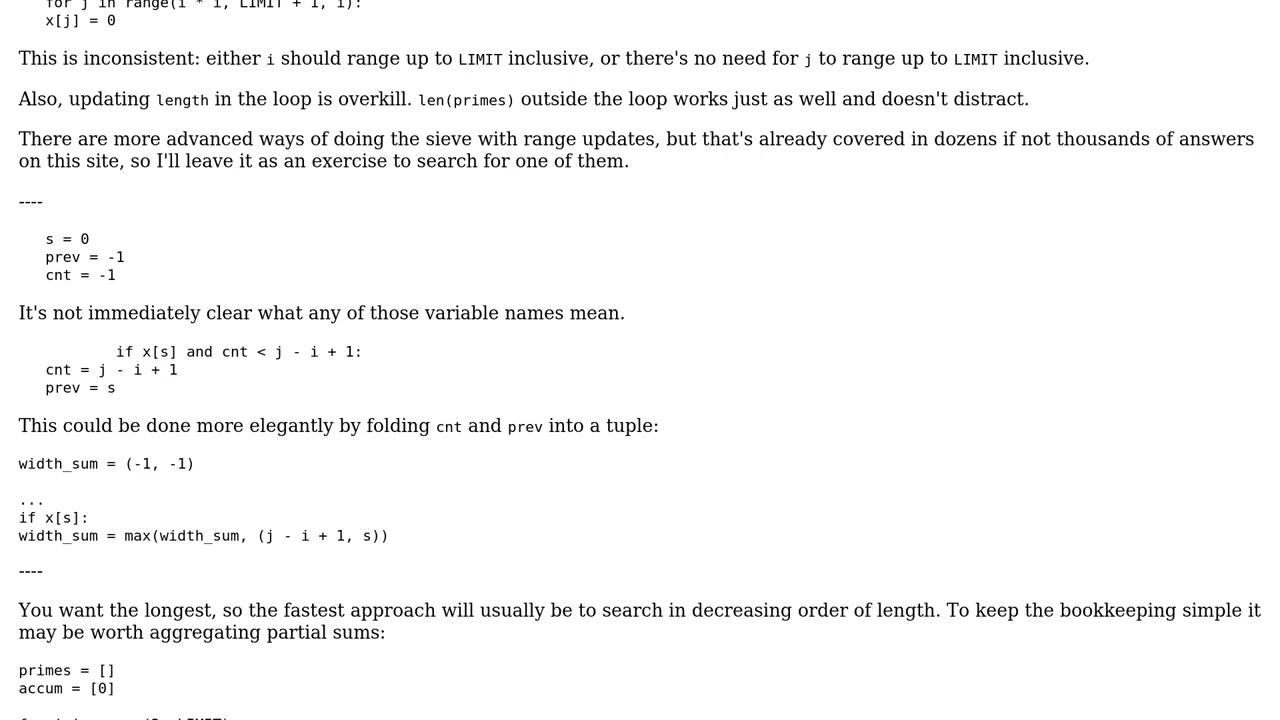 for j in range(i * i, LIMIT + 1, i):
x[j] = 0
This is inconsistent: either i should range up to LIMIT inclusive, or there's no need for j to range up to LIMIT inclusive.
Also, updating length in the loop is overkill. len(primes) outside the loop works just as well and doesn't distract.
There are more advanced ways of doing the sieve with range updates, but that's already covered in dozens if not thousands of answers
on this site, so I'll leave it as an exercise to search for one of them.
----
s = 0
prev = -1
cnt = -1
It's not immediately clear what any of those variable names mean.
if x[s] and cnt < j - i + 1:
cnt = j - i + 1
prev = s
This could be done more elegantly by folding cnt and prev into a tuple:
width_sum = (-1, -1)
...
if x[s]:
width_sum = max(width_sum, (j - i + 1, s))
----
You want the longest, so the fastest approach will usually be to search in decreasing order of length. To keep the bookkeeping simple it
may be worth aggregating partial sums:
primes = []
accum = [0]